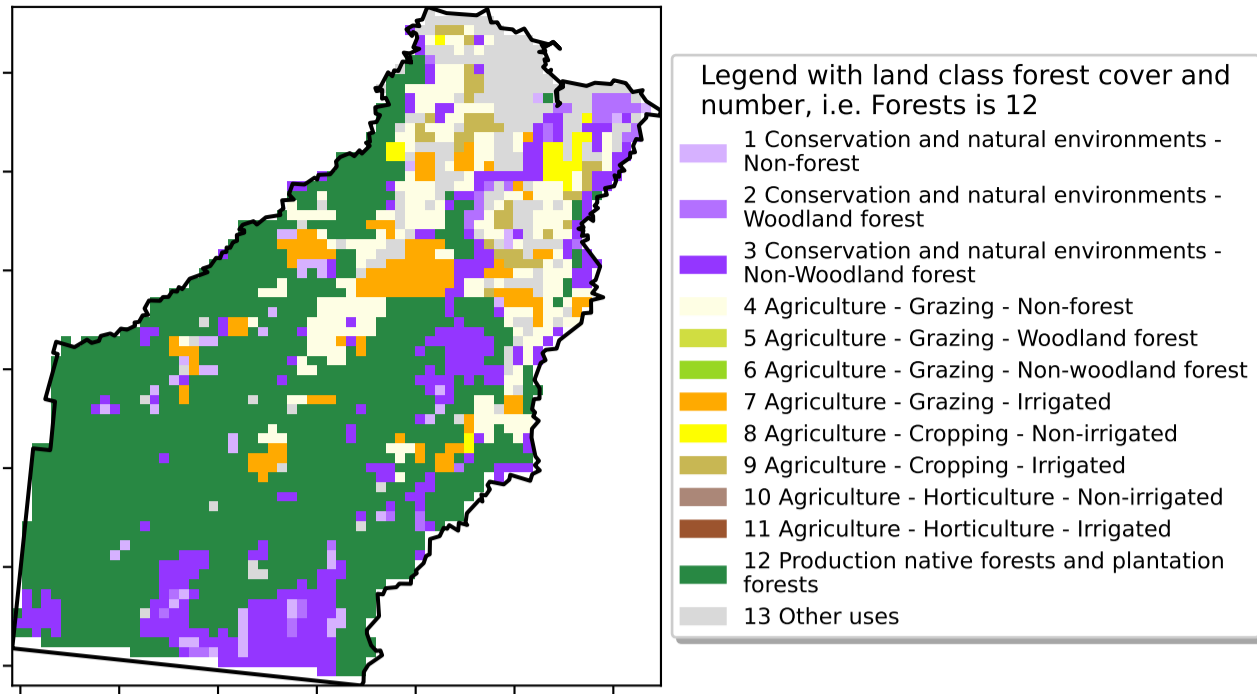 Legend with land class forest cover and
number, i.e. Forests is 12
1 Conservation and natural environments -
Non-forest
2 Conservation and natural environments -
Woodland forest
3 Conservation and natural environments -
Non-Woodland forest
4 Agriculture - Grazing - Non-forest
5 Agriculture - Grazing - Woodland forest
6 Agriculture - Grazing - Non-woodland forest
7 Agriculture - Grazing - Irrigated
8 Agriculture - Cropping - Non-irrigated
9 Agriculture - Cropping - Irrigated
10 Agriculture - Horticulture - Non-irrigated
11 Agriculture - Horticulture - Irrigated
12 Production native forests and plantation
forests
13 Other uses